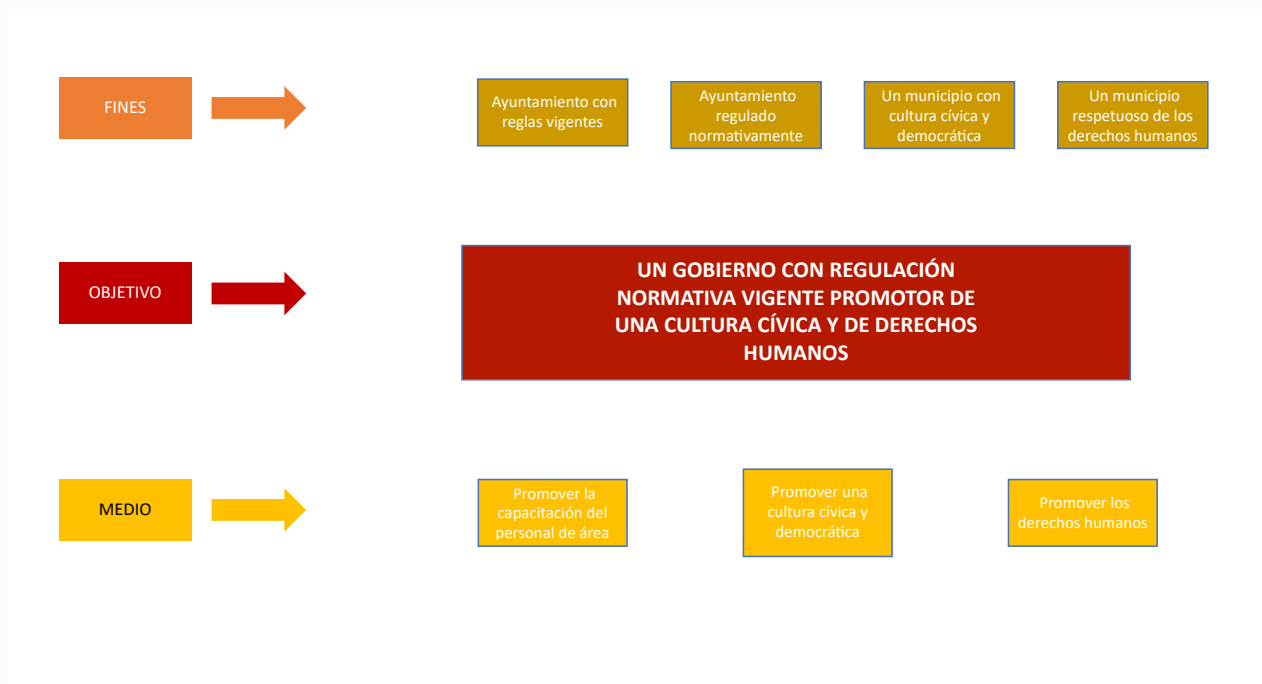 FINES
Ayuntamiento con
reglas vigentes
Ayuntamiento
regulado
normativamente
Un municipio con
cultura cívica y
democrática
Un municipio
respetuoso de los
derechos humanos
OBJETIVO
UN GOBIERNO CON REGULACIÓN
NORMATIVA VIGENTE PROMOTOR DE
UNA CULTURA CÍVICA Y DE DERECHOS
HUMANOS
MEDIO
Promover la
capacitación del
personal de área
Promover una
cultura cívica y
democrática
Promover los
derechos humanos